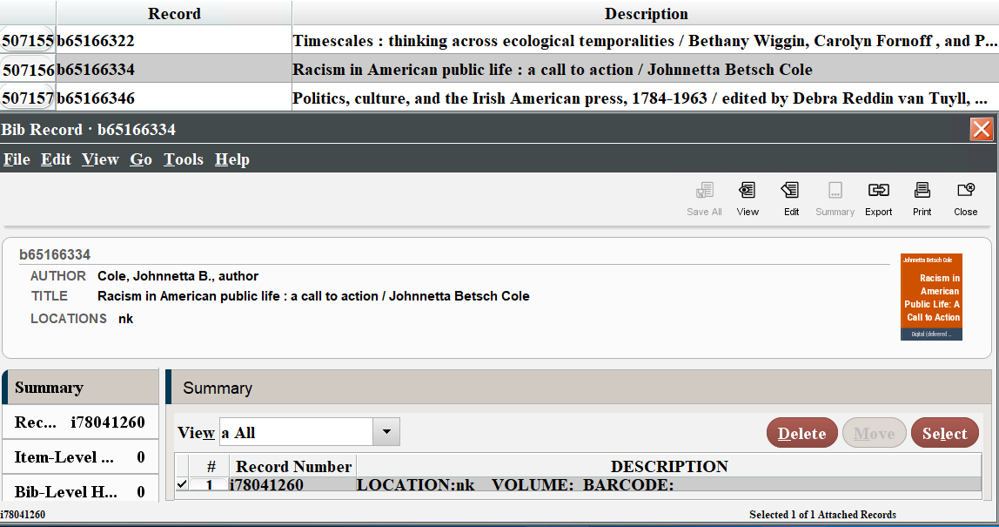 Record Description
507155 b65166322 Timescales : thinking across ecological temporalities / Bethany Wiggin, Carolyn Fornoff , and P...
507156 b65166334 Racism in American public life : a call to action / Johnnetta Betsch Cole
507157 b65166346 Politics, culture, and the Irish American press, 1784-1963 / edited by Debra Reddin van Tuyll, ...
Bib Record · b65166334
File Edit View Go Tools Help
Save All View Edit Summary Export Print Close
b65166334
AUTHOR Cole, Johnnetta B., author
TITLE Racism in American public life : a call to action / Johnnetta Betsch Cole
LOCATIONS nk
Johnnetta Betsch Cole
Racism in
American
Public Life: A
Call to Action
Digital (delivered ...
Summary Summary
Rec... i78041260
View a All Delete Move Select
Item-Level ... 0
# Record Number DESCRIPTION
Bib-Level H... 0
1 i78041260 LOCATION:nk VOLUME: BARCODE:
i78041260 Selected 1 of 1 Attached Records